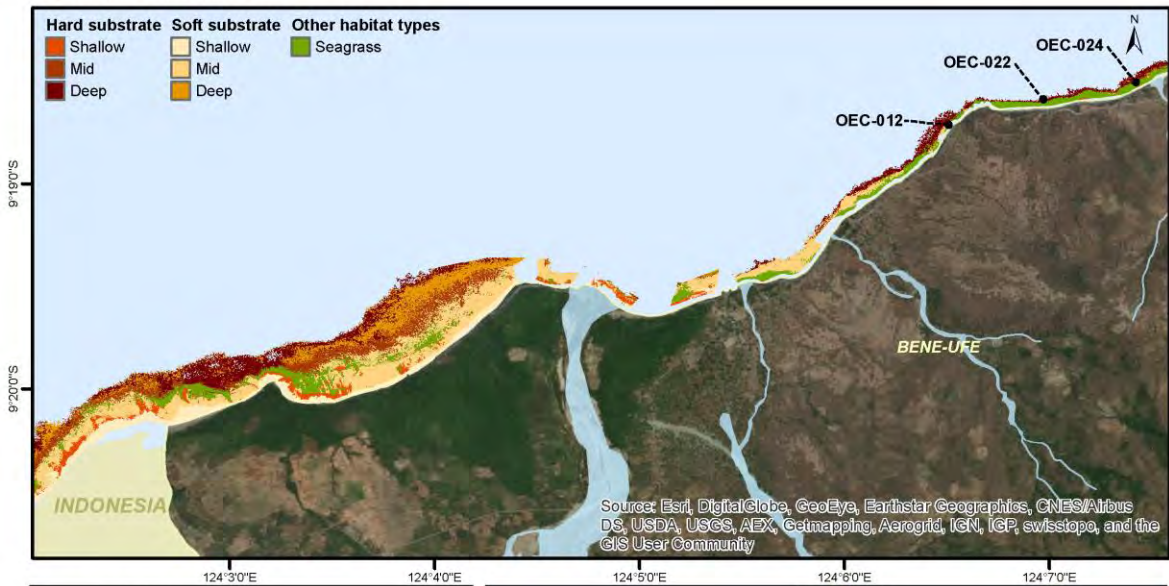 Hard substrate Soft substrate Other habitat types
Shallow Shallow Seagrass
Mid Mid
Deep Deep
N
OEC-024
OEC-022
OEC-012
9°19'0"S
BENE-UFE
9°20'0"S
INDONESIA
Source: Esri, DigitalGlobe, GeoEye, Earthstar Geographics, CNES/Airbus
DS, USDA, USGS, AEX, Getmapping, Aerogrid, IGN, IGP, swisstopo, and the
GIS User Community
124°3'0"E 124°4'0"E 124°5'0"E 124°6'0"E 124°7'0"E